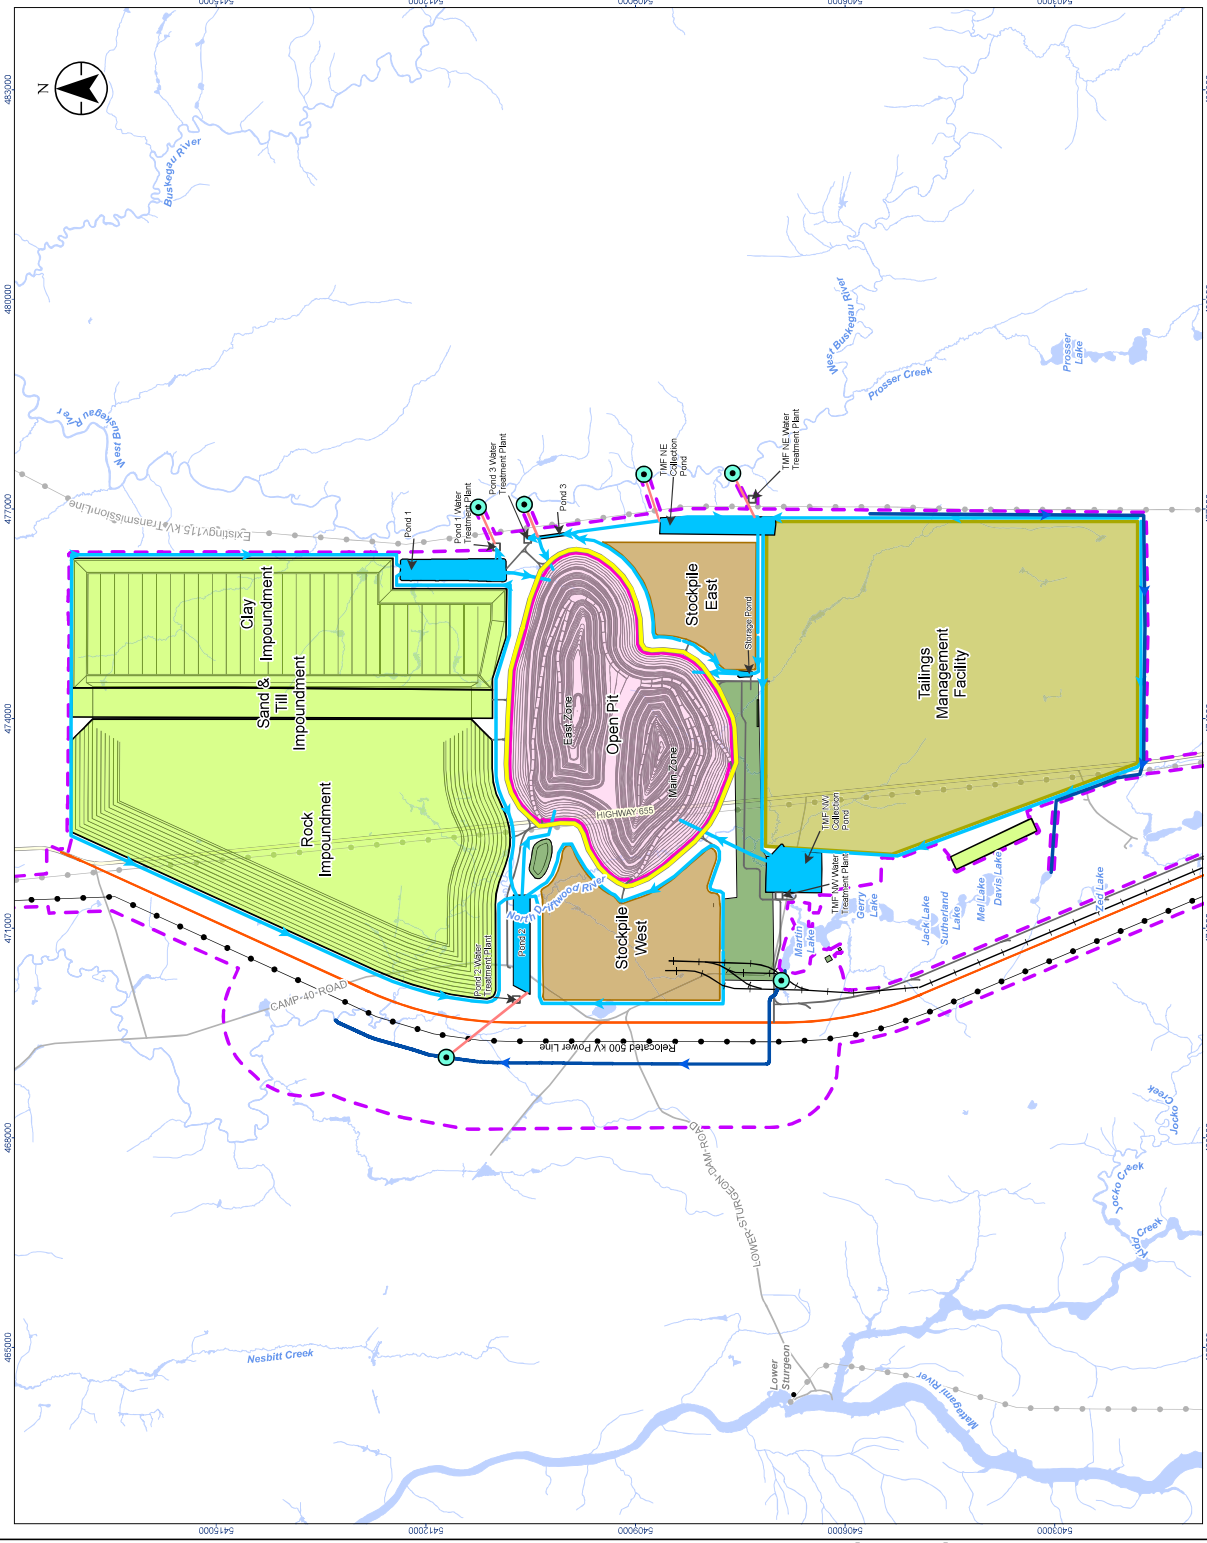 5415000
5412000
5409000
5406000
5403000
N
483000
480000
477000
474000
471000
468000
465000
Buskegau River
West Buskegau River
West Buskegau River
Prosser Creek
Prosser
Lake
Existing 115 kV Transmission Line
Pond 1
Pond 1 Water
Treatment Plant
Pond 3 Water
Treatment Plant
Pond 3
TMF NE
Collection
Pond
TMF NE Water
Treatment Plant
Clay
Impoundment
Sand &
Till
Impoundment
Rock
Impoundment
Stockpile
East
Storage Pond
East Zone
Open Pit
Main Zone
HIGHWAY 655
Tailings
Management
Facility
TMF NW
Collection
Pond
TMF NW Water
Treatment Plant
North Driftwood River
Stockpile
West
Pond 2
Pond 2 Water
Treatment Plant
Martin
Lake
Gerry
Lake
Jack Lake
Sutherland
Lake
Mel Lake
Davis Lake
Zed Lake
CAMP-40-ROAD
Relocated 500 kV Power Line
LOWER-STURGEON-DAM-ROAD
Jocko Creek
Jocko Creek
Kidd Creek
Nesbitt Creek
Lower
Sturgeon
Mattagami River
5415000
5412000
5409000
5406000
5403000